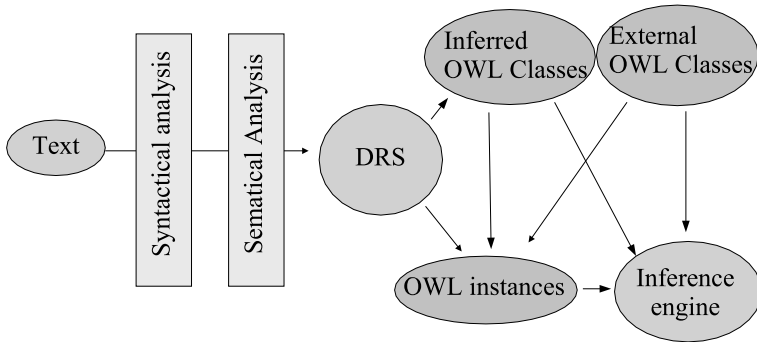 Text
Syntactical analysis
Sematical Analysis
DRS
Inferred
OWL Classes
External
OWL Classes
OWL instances
Inference
engine